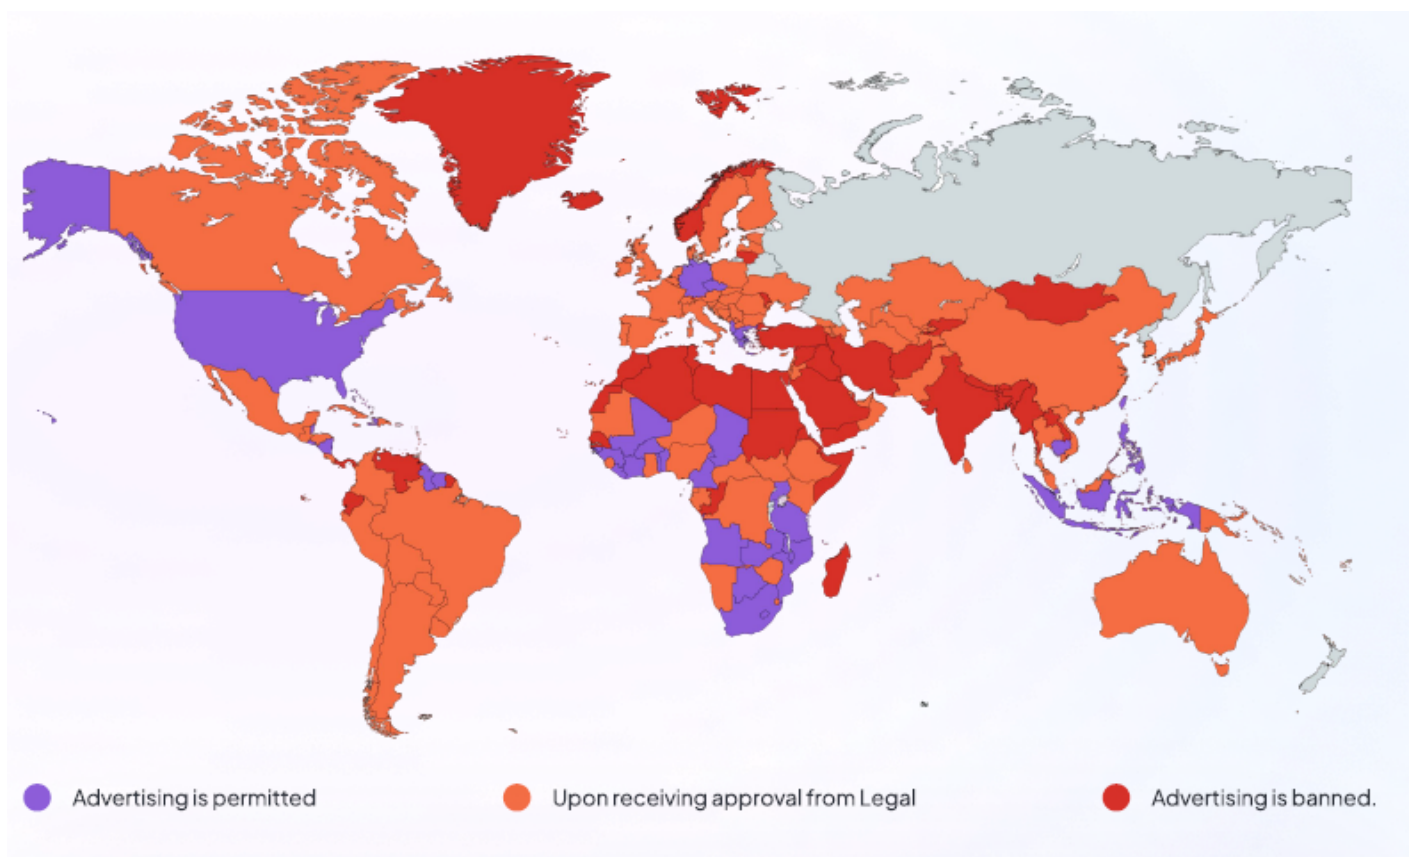 Advertising is permitted
Upon receiving approval from Legal
Advertising is banned.